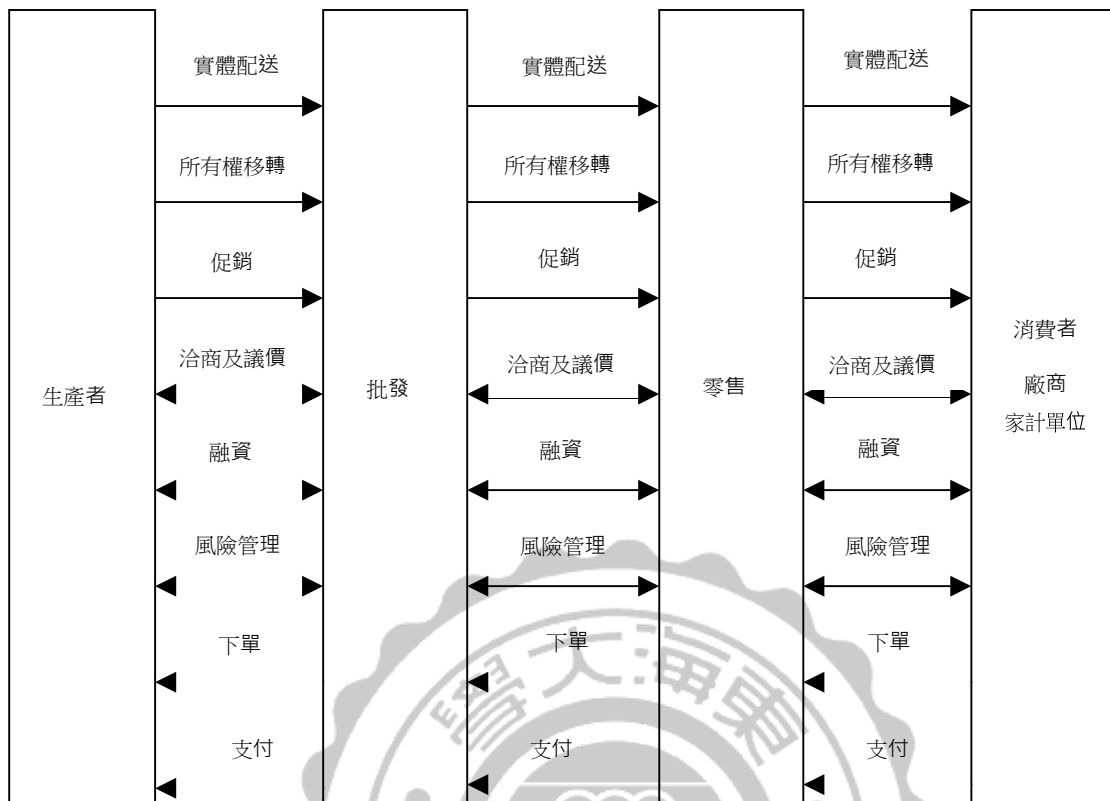 實體配送 實體配送 實體配送
所有權移轉 所有權移轉 所有權移轉
促銷 促銷 促銷
洽商及議價 洽商及議價 洽商及議價
生產者 批發 零售 消費者
廠商
家計單位
融資 融資 融資
風險管理 風險管理 風險管理
下單 下單 下單
學大海東
支付 支付 支付